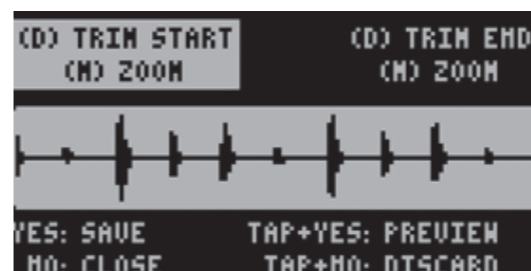 (D) TRIM START (D) TRIM END
(M) ZOOM (M) ZOOM
YES: SAVE TAP+YES: PREVIEW
NO: CLOSE TAP+NO: DISCARD